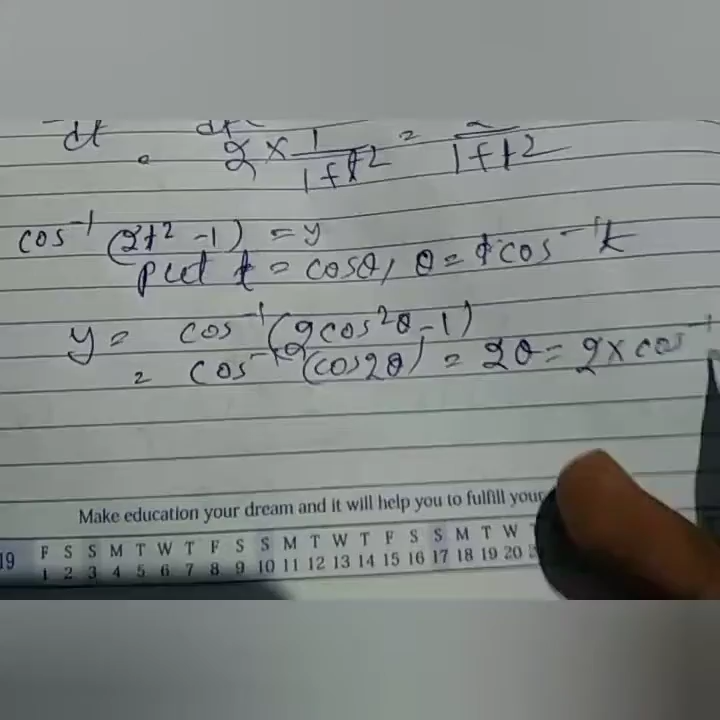 dt dt
2 × 1/1+t2 = 2/1+t2
cos⁻¹ (2t² -1) = y
put t = cosθ, θ = cos⁻¹t
y = cos⁻¹(2cos²θ-1)
= cos⁻¹ (cos2θ) = 2θ = 2 × cos⁻¹
Make education your dream and it will help you to fulfill your
19 F S S M T W T F S S M T W T F S S M T W
1 2 3 4 5 6 7 8 9 10 11 12 13 14 15 16 17 18 19 20